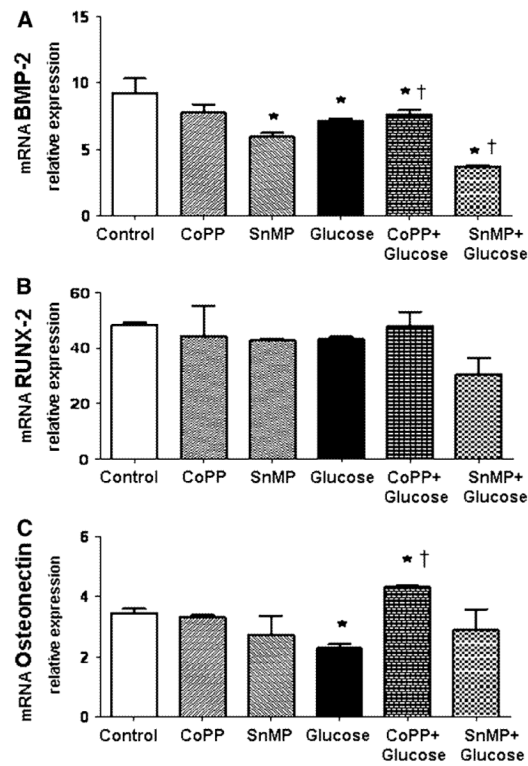 A
mRNA BMP-2
relative expression
15
10
5
0
* * * † * †
Control CoPP SnMP Glucose CoPP+ SnMP+
Glucose Glucose
B
mRNA RUNX-2
relative expression
60
40
20
0
Control CoPP SnMP Glucose CoPP+ SnMP+
Glucose Glucose
C
mRNA Osteonectin
relative expression
6
4
2
0
* * †
Control CoPP SnMP Glucose CoPP+ SnMP+
Glucose Glucose